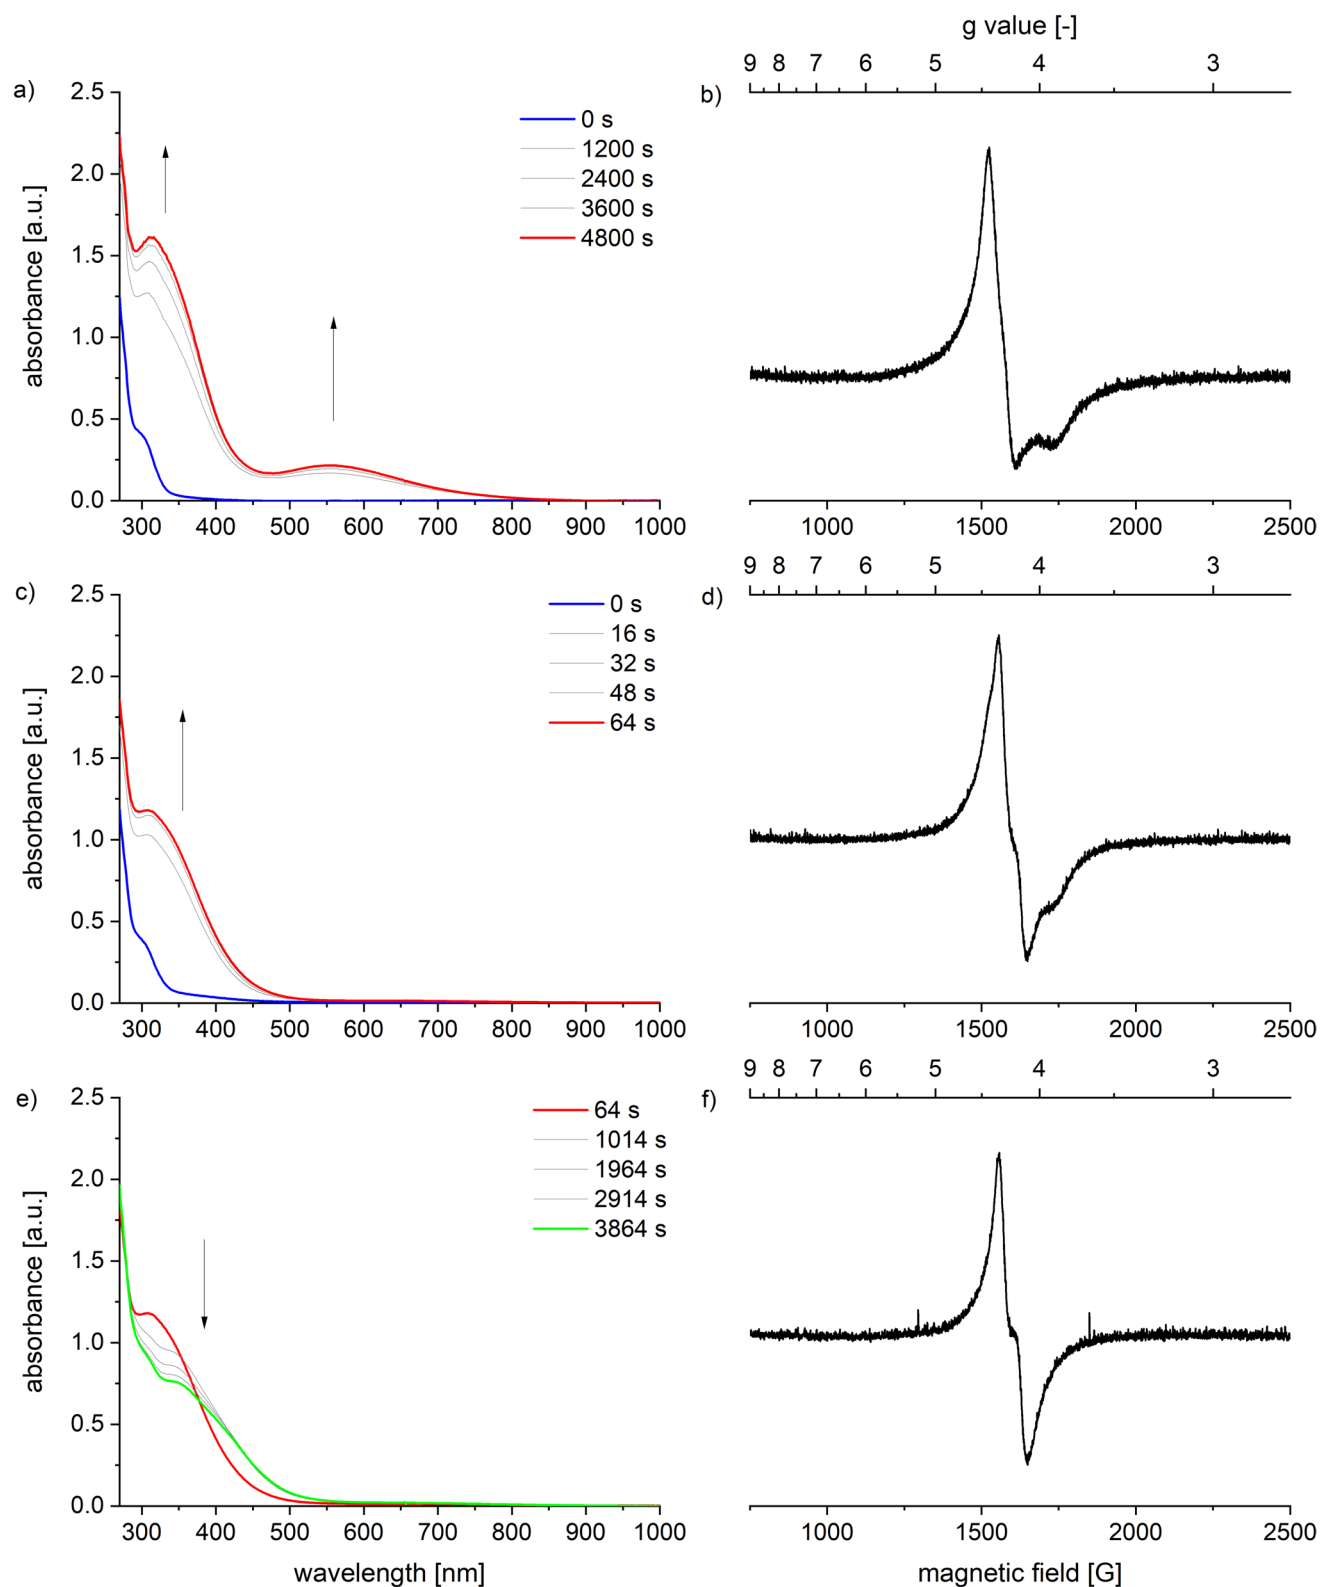 g value [-]
a)
b)
9 8 7 6 5 4 3
2.5
2.0
1.5
1.0
0.5
0.0
absorbance [a.u.]
0 s
1200 s
2400 s
3600 s
4800 s
300 400 500 600 700 800 900 1000
1000 1500 2000 2500
c)
d)
9 8 7 6 5 4 3
2.5
2.0
1.5
1.0
0.5
0.0
absorbance [a.u.]
0 s
16 s
32 s
48 s
64 s
300 400 500 600 700 800 900 1000
1000 1500 2000 2500
e)
f)
9 8 7 6 5 4 3
2.5
2.0
1.5
1.0
0.5
0.0
absorbance [a.u.]
64 s
1014 s
1964 s
2914 s
3864 s
300 400 500 600 700 800 900 1000
1000 1500 2000 2500
wavelength [nm]
magnetic field [G]